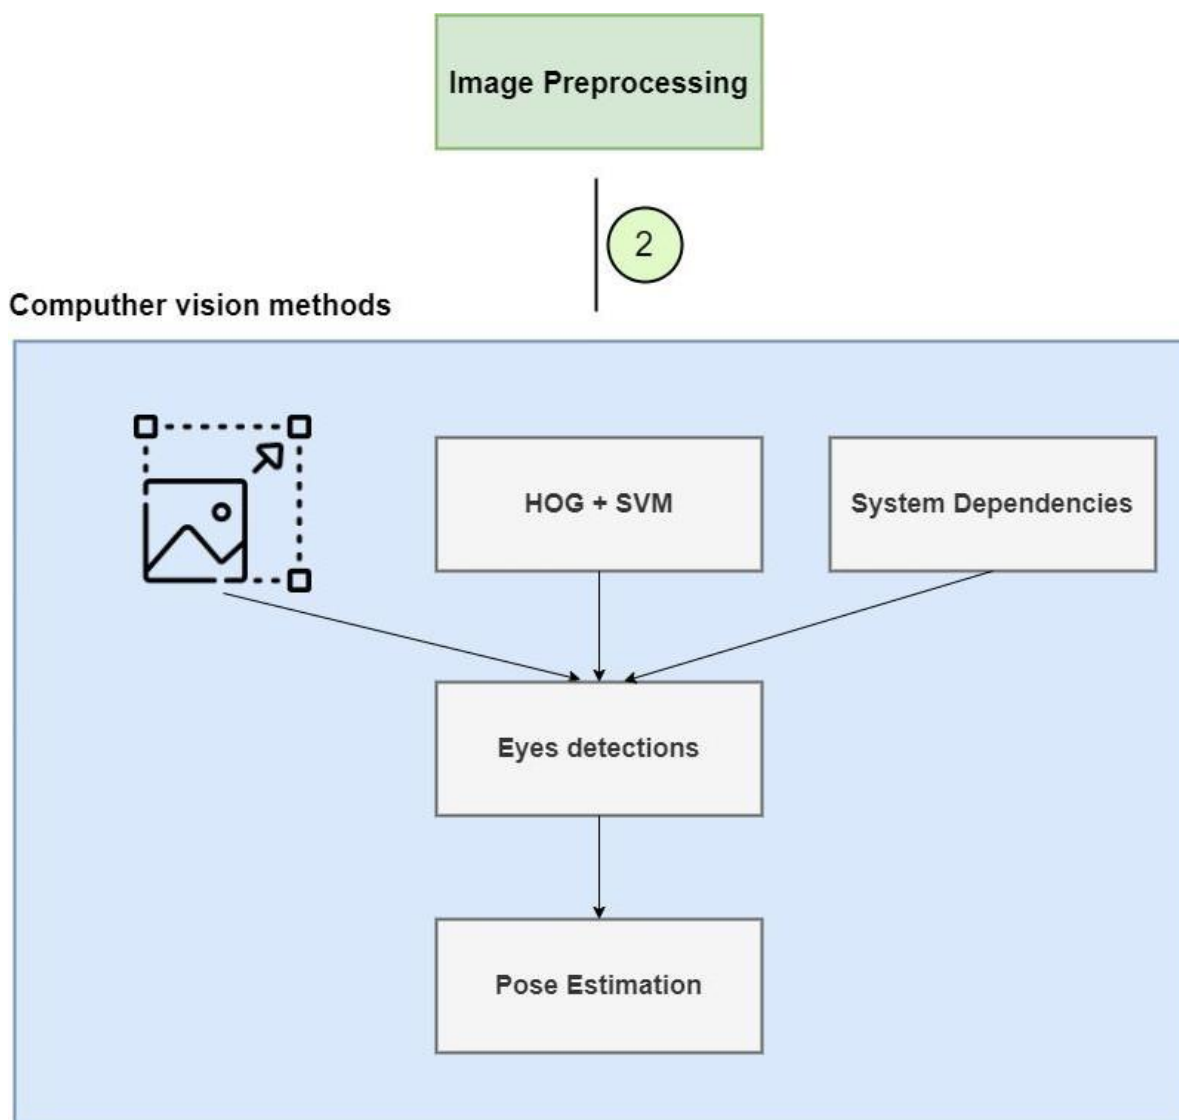 Image Preprocessing
2
Computher vision methods
HOG + SVM
System Dependencies
Eyes detections
Pose Estimation